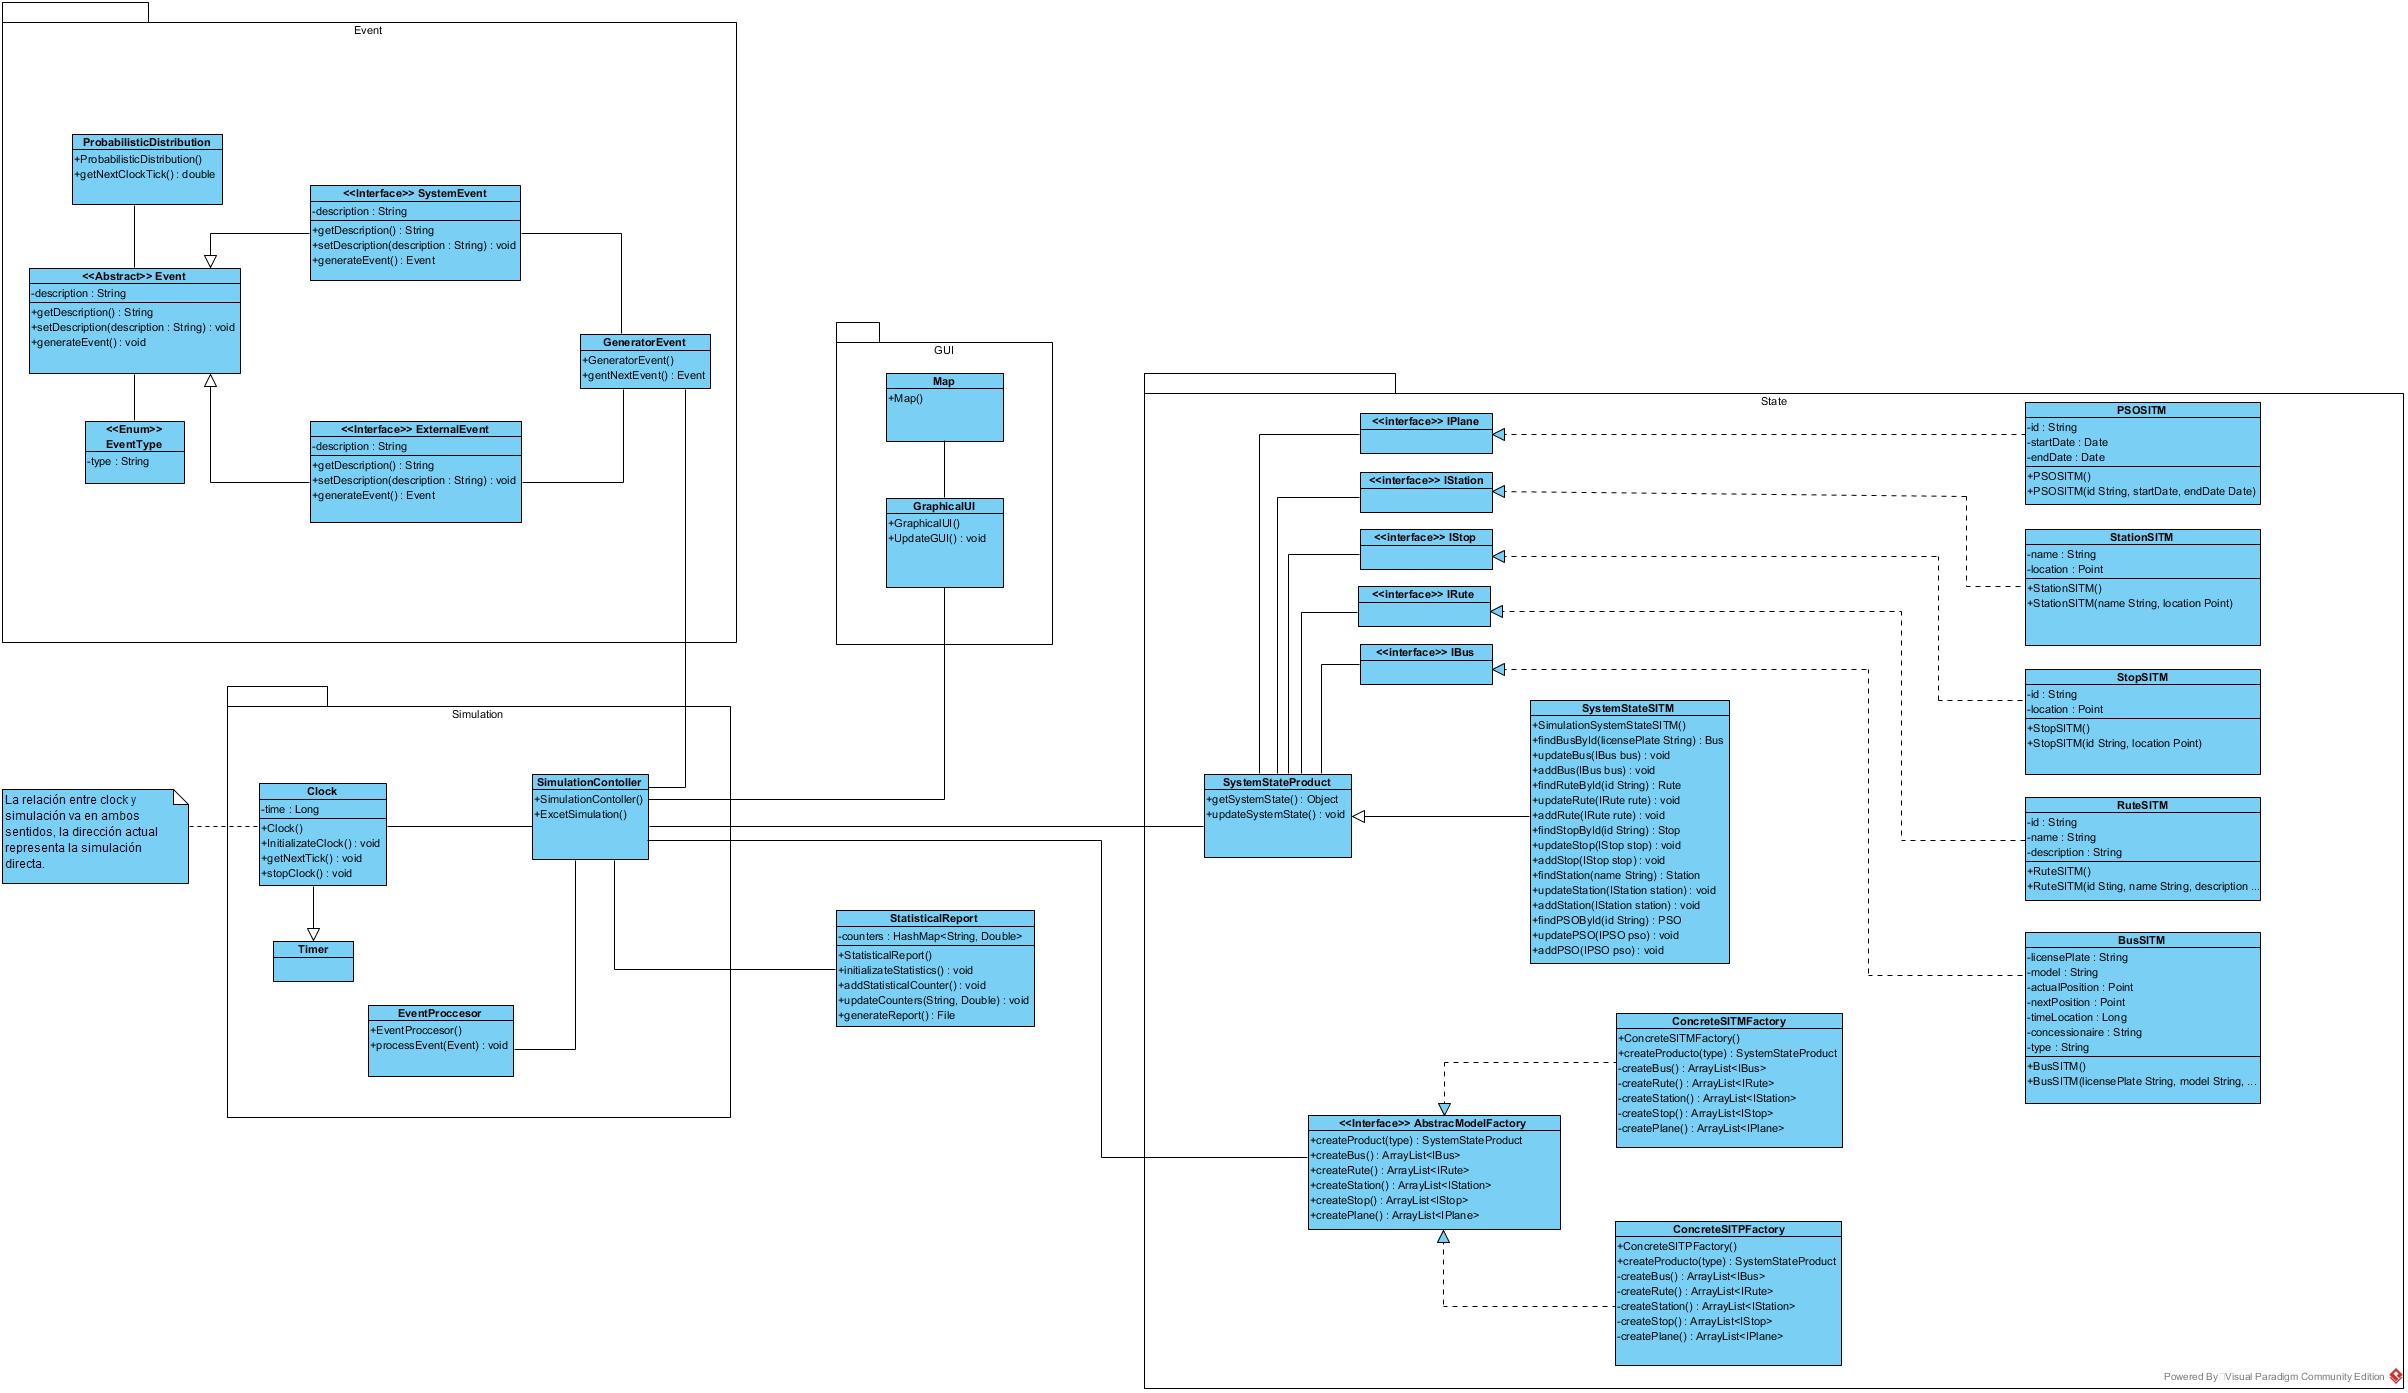 Event
ProbabilisticDistribution
+ProbabilisticDistribution()
+getNextClockTick() : double
<<Interface>> SystemEvent
-description : String
+getDescription() : String
+setDescription(description : String) : void
+generateEvent() : Event
<<Abstract>> Event
-description : String
+getDescription() : String
+setDescription(description : String) : void
+generateEvent() : void
GeneratorEvent
+GeneratorEvent()
+gentNextEvent() : Event
<<Enum>>
EventType
-type : String
<<Interface>> ExternalEvent
-description : String
+getDescription() : String
+setDescription(description : String) : void
+generateEvent() : Event
GUI
Map
+Map()
GraphicalUI
+GraphicalUI()
+UpdateGUI() : void
Simulation
La relación entre clock y
simulación va en ambos
sentidos, la dirección actual
representa la simulación
directa.
Clock
-time : Long
+Clock()
+InitializateClock() : void
+getNextTick() : void
+stopClock() : void
SimulationContoller
+SimulationContoller()
+ExcetSimulation()
Timer
EventProccesor
+EventProccesor()
+processEvent(Event) : void
StatisticalReport
-counters : HashMap<String, Double>
+StatisticalReport()
+initializateStatistics() : void
+addStatisticalCounter() : void
+updateCounters(String, Double) : void
+generateReport() : File
State
<<interface>> IPlane
<<interface>> IStation
<<interface>> IStop
<<interface>> IRute
<<interface>> IBus
SystemStateProduct
+getSystemState() : Object
+updateSystemState() : void
SystemStateSITM
+SimulationSystemStateSITM()
+findBusById(licensePlate String) : Bus
+updateBus(IBus bus) : void
+addBus(IBus bus) : void
+findRuteById(id String) : Rute
+updateRute(IRute rute) : void
+addRute(IRute rute) : void
+findStopById(id String) : Stop
+updateStop(IStop stop) : void
+addStop(IStop stop) : void
+findStation(name String) : Station
+updateStation(IStation station) : void
+addStation(IStation station) : void
+findPSOById(id String) : PSO
+updatePSO(IPSO pso) : void
+addPSO(IPSO pso) : void
PSOSITM
-id : String
-startDate : Date
-endDate : Date
+PSOSITM()
+PSOSITM(id String, startDate, endDate Date)
StationSITM
-name : String
-location : Point
+StationSITM()
+StationSITM(name String, location Point)
StopSITM
-id : String
-location : Point
+StopSITM()
+StopSITM(id String, location Point)
RuteSITM
-id : String
-name : String
-description : String
+RuteSITM()
+RuteSITM(id Sting, name String, description ...
BusSITM
-licensePlate : String
-model : String
-actualPosition : Point
-nextPosition : Point
-timeLocation : Long
-concessionaire : String
-type : String
+BusSITM()
+BusSITM(licensePlate String, model String, ...
ConcreteSITMFactory
+ConcreteSITMFactory()
+createProducto(type) : SystemStateProduct
-createBus() : ArrayList<IBus>
-createRute() : ArrayList<IRute>
-createStation() : ArrayList<IStation>
-createStop() : ArrayList<IStop>
-createPlane() : ArrayList<IPlane>
<<Interface>> AbstracModelFactory
+createProduct(type) : SystemStateProduct
+createBus() : ArrayList<IBus>
+createRute() : ArrayList<IRute>
+createStation() : ArrayList<IStation>
+createStop() : ArrayList<IStop>
+createPlane() : ArrayList<IPlane>
ConcreteSITPFactory
+ConcreteSITPFactory()
+createProducto(type) : SystemStateProduct
-createBus() : ArrayList<IBus>
-createRute() : ArrayList<IRute>
-createStation() : ArrayList<IStation>
-createStop() : ArrayList<IStop>
-createPlane() : ArrayList<IPlane>
Powered By Visual Paradigm Community Edition